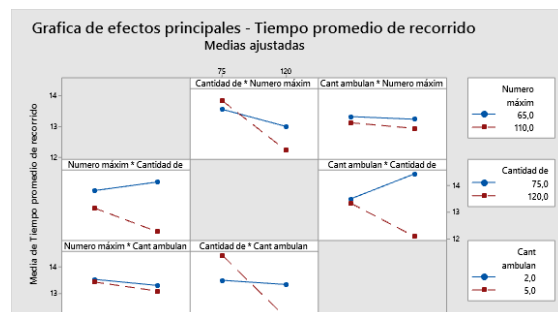 Grafica de efectos principales - Tiempo promedio de recorrido
Medias ajustadas
75 120
Cantidad de * Numero máxim
Cant ambulan * Numero máxim
14
13
12
Numero máxim
65,0
110,0
Numero máxim * Cantidad de
Cant ambulan * Cantidad de
14
13
12
Cantidad de
75,0
120,0
Numero máxim * Cant ambulan
Cantidad de * Cant ambulan
14
13
Cant ambulan
2,0
5,0
Media de Tiempo promedio de recorrido